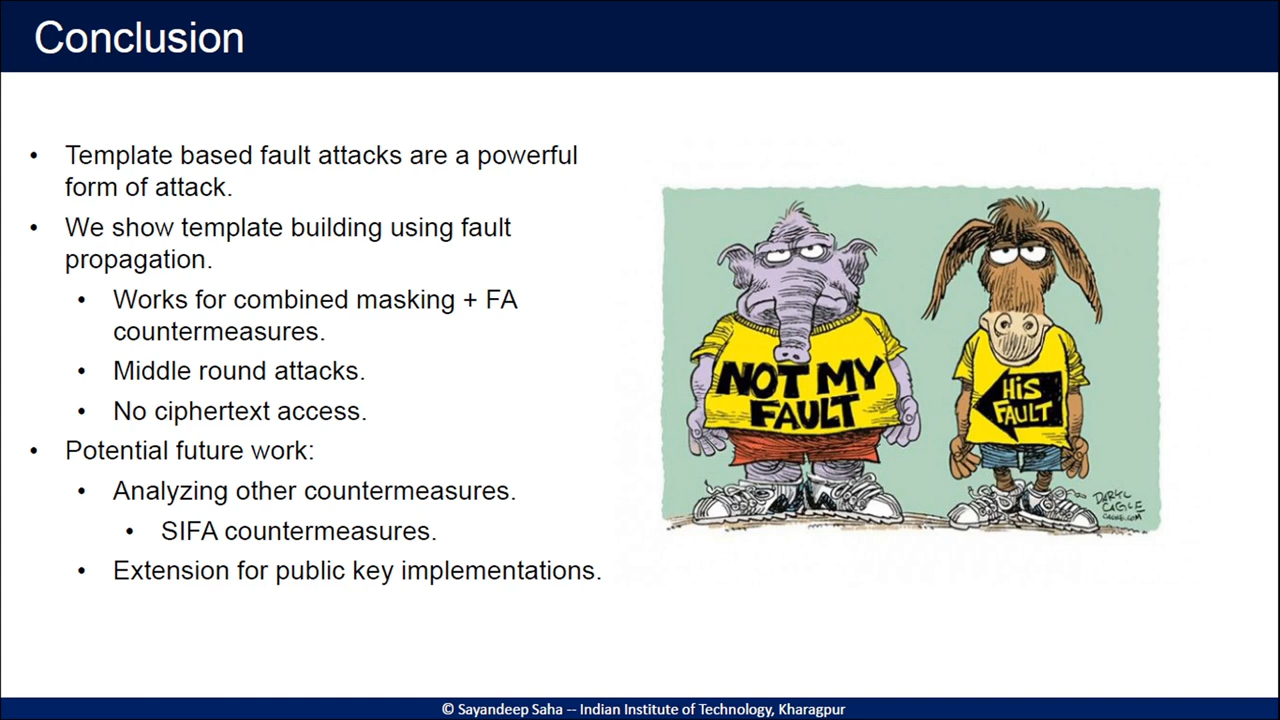 Conclusion
• Template based fault attacks are a powerful
form of attack.
• We show template building using fault
propagation.
• Works for combined masking + FA
countermeasures.
• Middle round attacks.
• No ciphertext access.
• Potential future work:
• Analyzing other countermeasures.
• SIFA countermeasures.
• Extension for public key implementations.
NOT MY
FAULT
HiS
FAULT
DARYL
CAGLE
CAGLE.COM
© Sayandeep Saha -- Indian Institute of Technology, Kharagpur